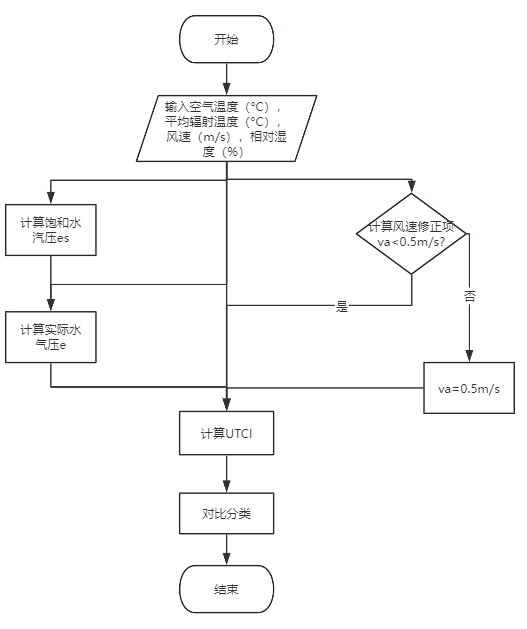 开始
输入空气温度（°C），
平均辐射温度（°C），
风速（m/s），相对湿
度（%）
计算饱和水
汽压es
计算风速修正项
va<0.5m/s?
否
是
计算实际水
气压e
va=0.5m/s
计算UTCI
对比分类
结束